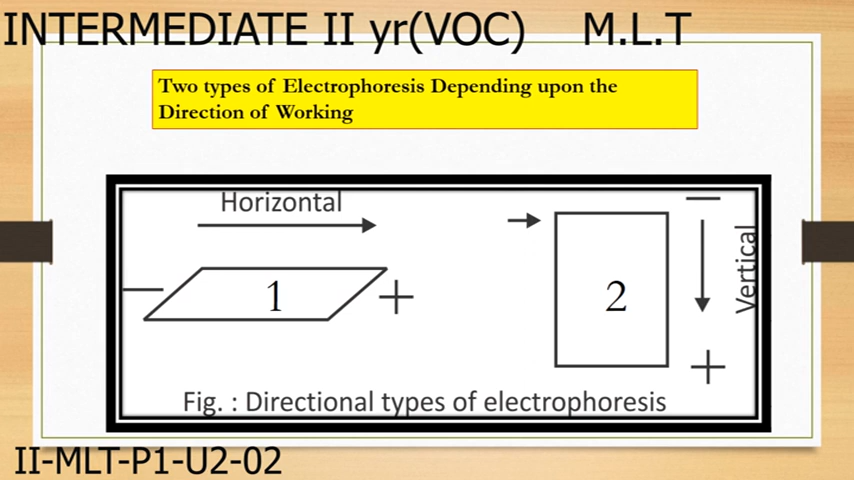 INTERMEDIATE II yr(VOC) M.L.T
Two types of Electrophoresis Depending upon the
Direction of Working
Horizontal
1
2
Vertical
− +
−
+
Fig. : Directional types of electrophoresis
II-MLT-P1-U2-02